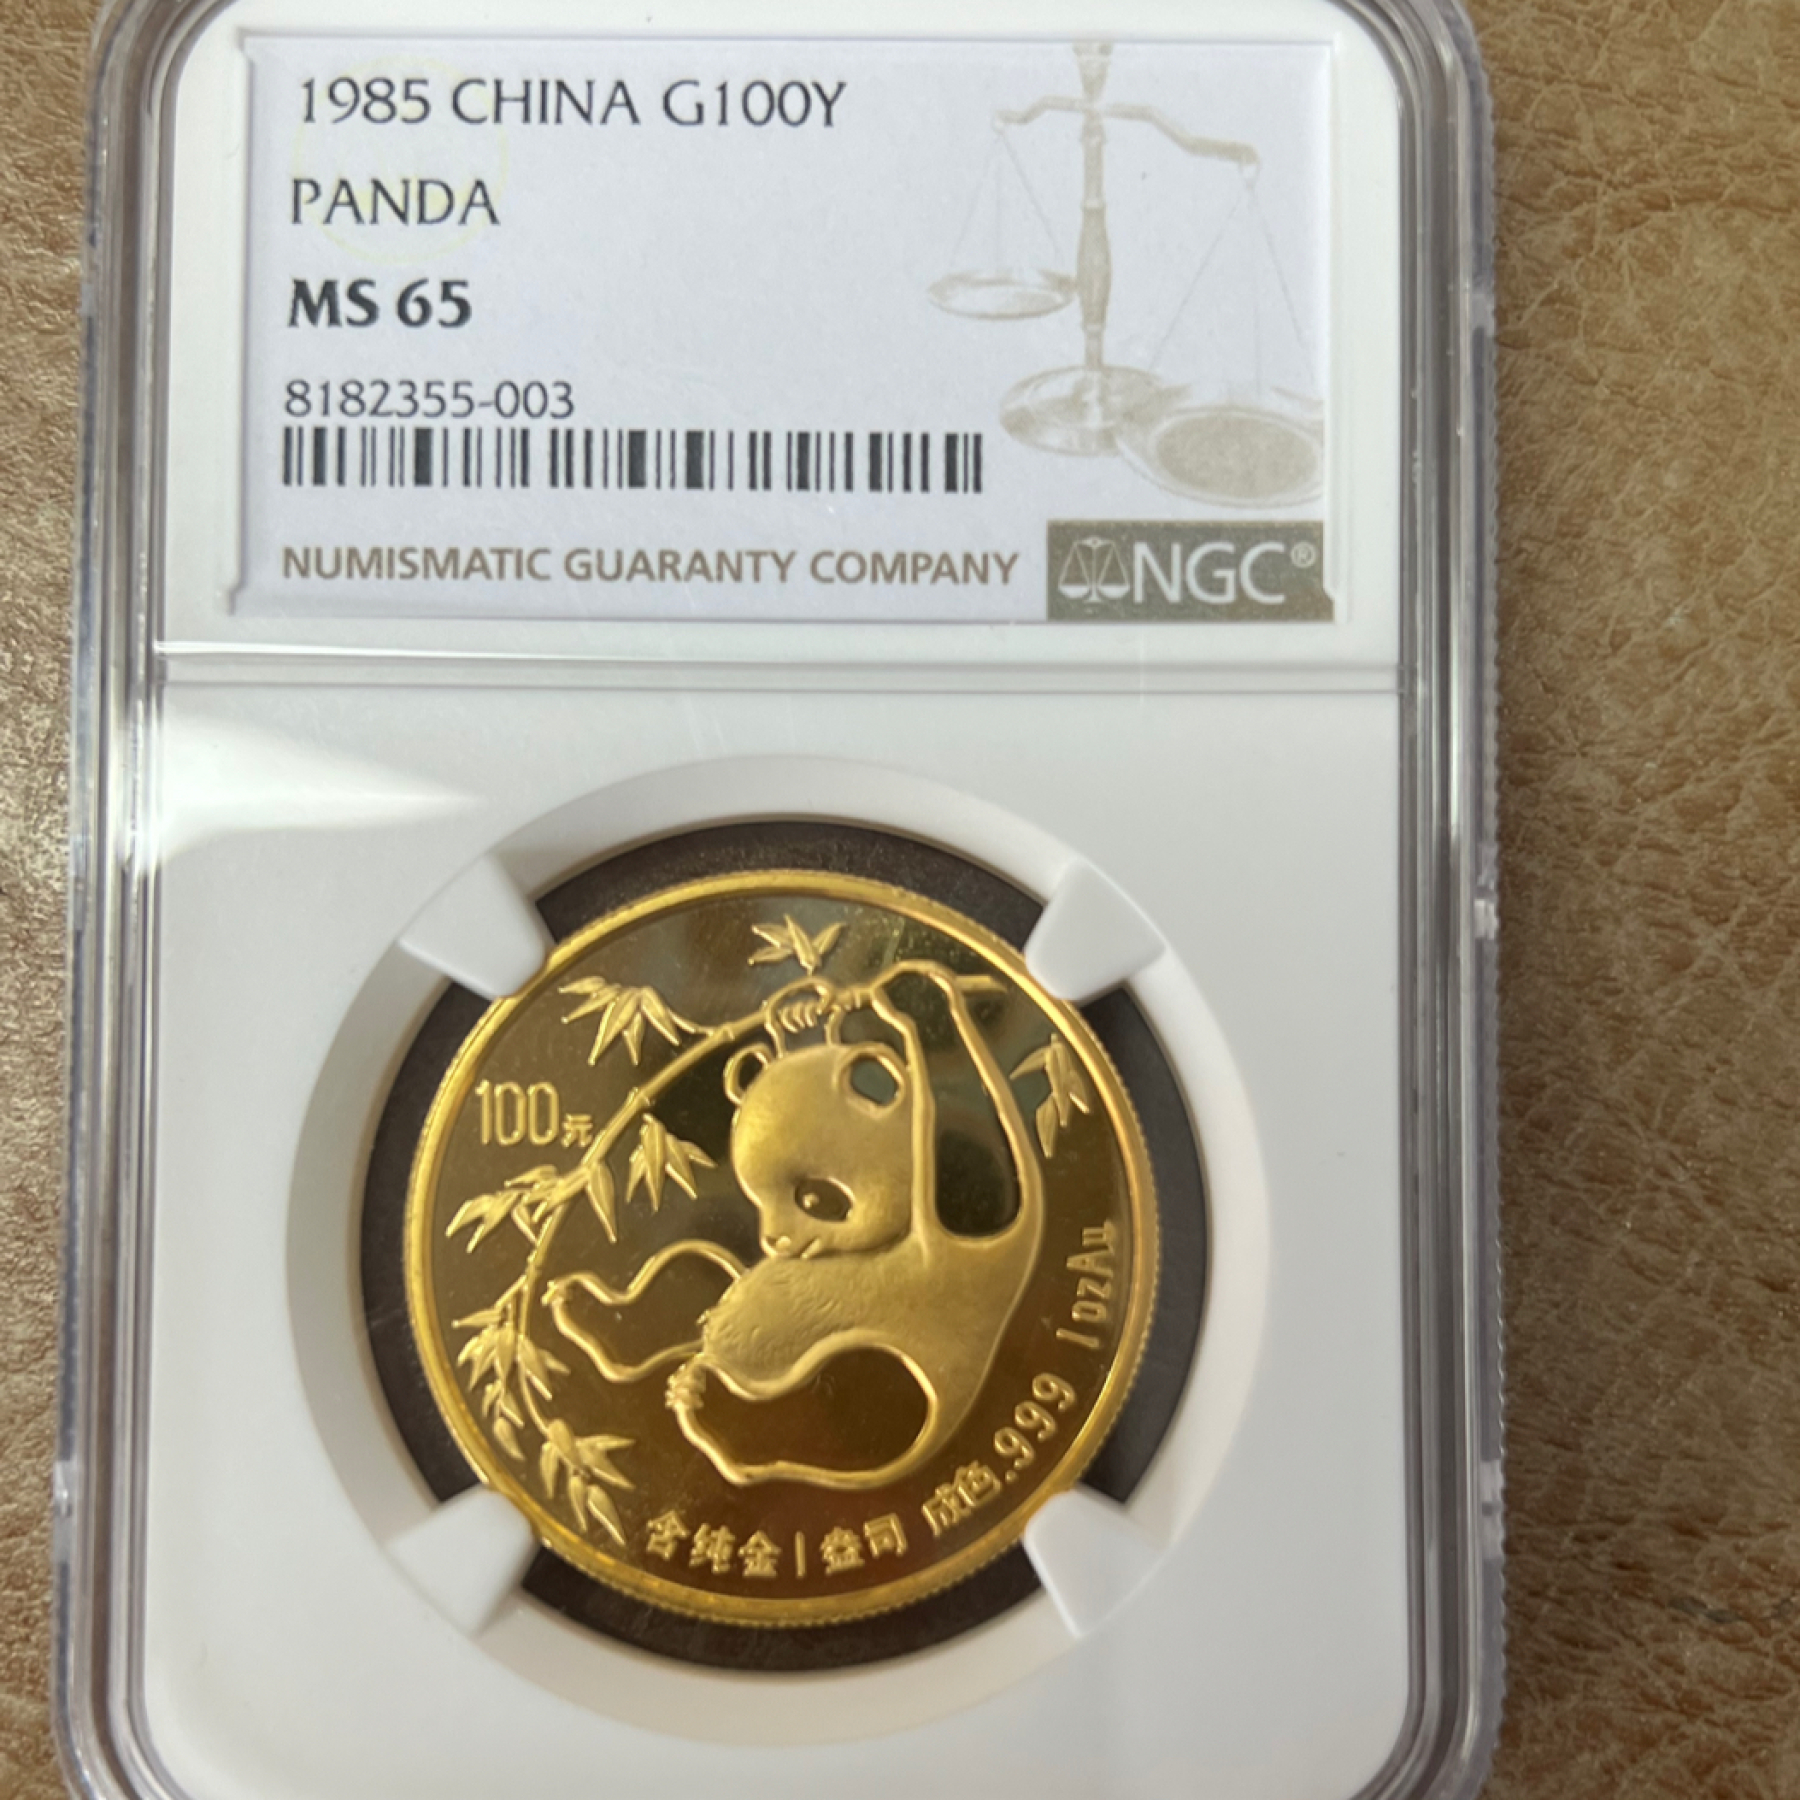 1985 CHINA G100Y
PANDA
MS 65
8182355-003
NUMISMATIC GUARANTY COMPANY
NGC®
100元
含纯金1盎司 成色.999 1ozAu